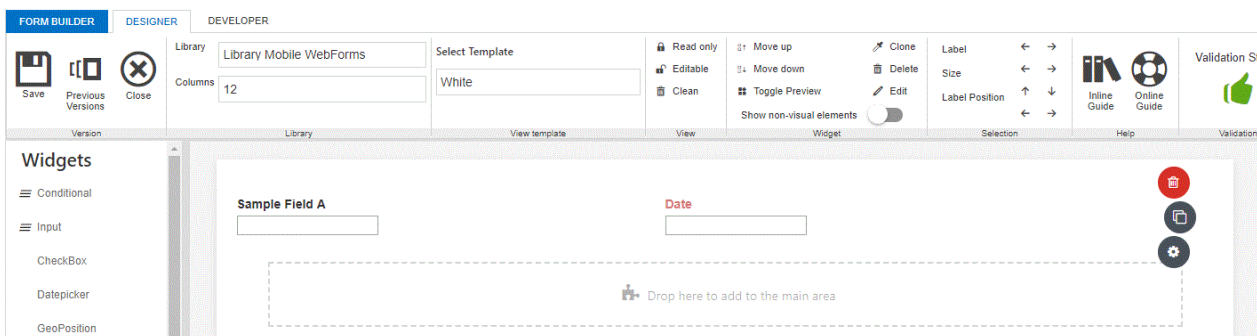 FORM BUILDER DESIGNER DEVELOPER
Library Library Mobile WebForms
Columns 12
Select Template
White
Save Previous Versions Close
Read only
Editable
Clean
Move up
Move down
Toggle Preview
Show non-visual elements
Clone
Delete
Edit
Label
Size
Label Position
Inline Guide
Online Guide
Validation St
Version Library View template View Widget Selection Help Validation
Widgets
Conditional
Input
CheckBox
Datepicker
GeoPosition
Sample Field A Date
Drop here to add to the main area